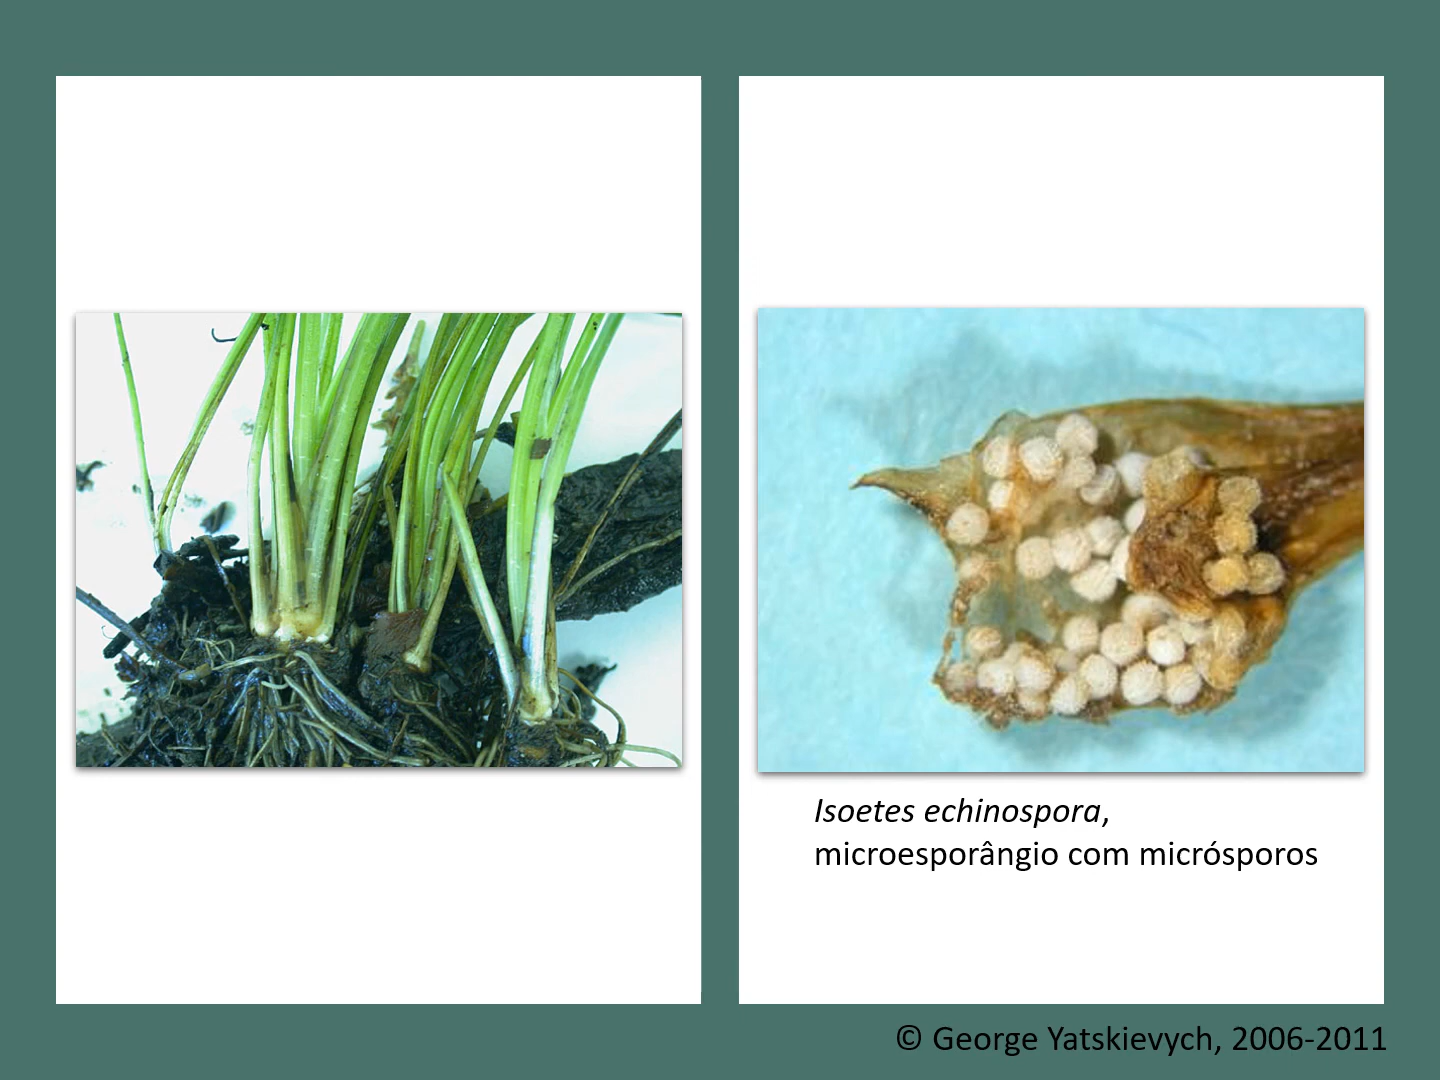 Isoetes echinospora,
microesporângio com micrósporos
© George Yatskievych, 2006-2011